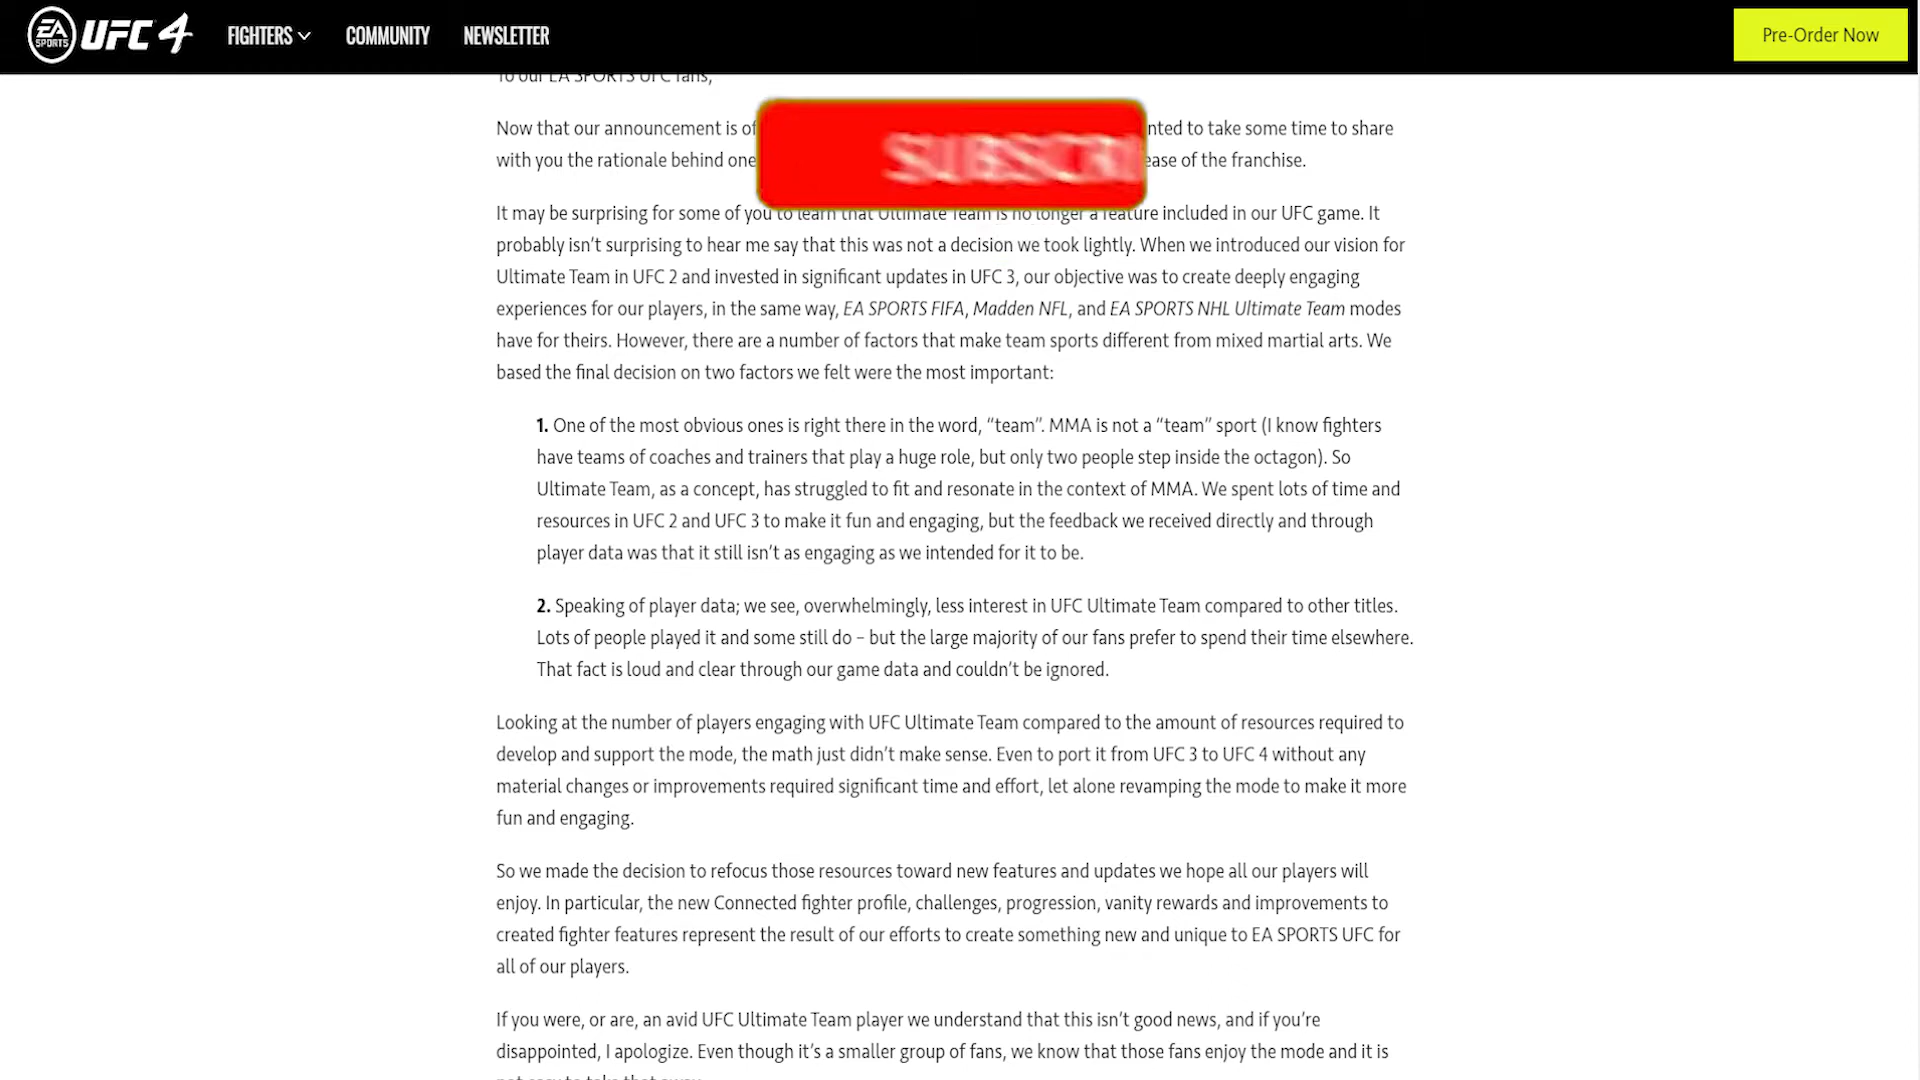 EA SPORTS UFC 4 FIGHTERS COMMUNITY NEWSLETTER Pre-Order Now
To our EA SPORTS UFC fans,
Now that our announcement is of nted to take some time to share
with you the rationale behind one ease of the franchise.
SUBSCRI
It may be surprising for some of you to learn that Ultimate Team is no longer a feature included in our UFC game. It
probably isn’t surprising to hear me say that this was not a decision we took lightly. When we introduced our vision for
Ultimate Team in UFC 2 and invested in significant updates in UFC 3, our objective was to create deeply engaging
experiences for our players, in the same way, EA SPORTS FIFA, Madden NFL, and EA SPORTS NHL Ultimate Team modes
have for theirs. However, there are a number of factors that make team sports different from mixed martial arts. We
based the final decision on two factors we felt were the most important:
1. One of the most obvious ones is right there in the word, “team”. MMA is not a “team” sport (I know fighters
have teams of coaches and trainers that play a huge role, but only two people step inside the octagon). So
Ultimate Team, as a concept, has struggled to fit and resonate in the context of MMA. We spent lots of time and
resources in UFC 2 and UFC 3 to make it fun and engaging, but the feedback we received directly and through
player data was that it still isn’t as engaging as we intended for it to be.
2. Speaking of player data; we see, overwhelmingly, less interest in UFC Ultimate Team compared to other titles.
Lots of people played it and some still do – but the large majority of our fans prefer to spend their time elsewhere.
That fact is loud and clear through our game data and couldn’t be ignored.
Looking at the number of players engaging with UFC Ultimate Team compared to the amount of resources required to
develop and support the mode, the math just didn’t make sense. Even to port it from UFC 3 to UFC 4 without any
material changes or improvements required significant time and effort, let alone revamping the mode to make it more
fun and engaging.
So we made the decision to refocus those resources toward new features and updates we hope all our players will
enjoy. In particular, the new Connected fighter profile, challenges, progression, vanity rewards and improvements to
created fighter features represent the result of our efforts to create something new and unique to EA SPORTS UFC for
all of our players.
If you were, or are, an avid UFC Ultimate Team player we understand that this isn’t good news, and if you’re
disappointed, I apologize. Even though it’s a smaller group of fans, we know that those fans enjoy the mode and it is
not easy to take that away.